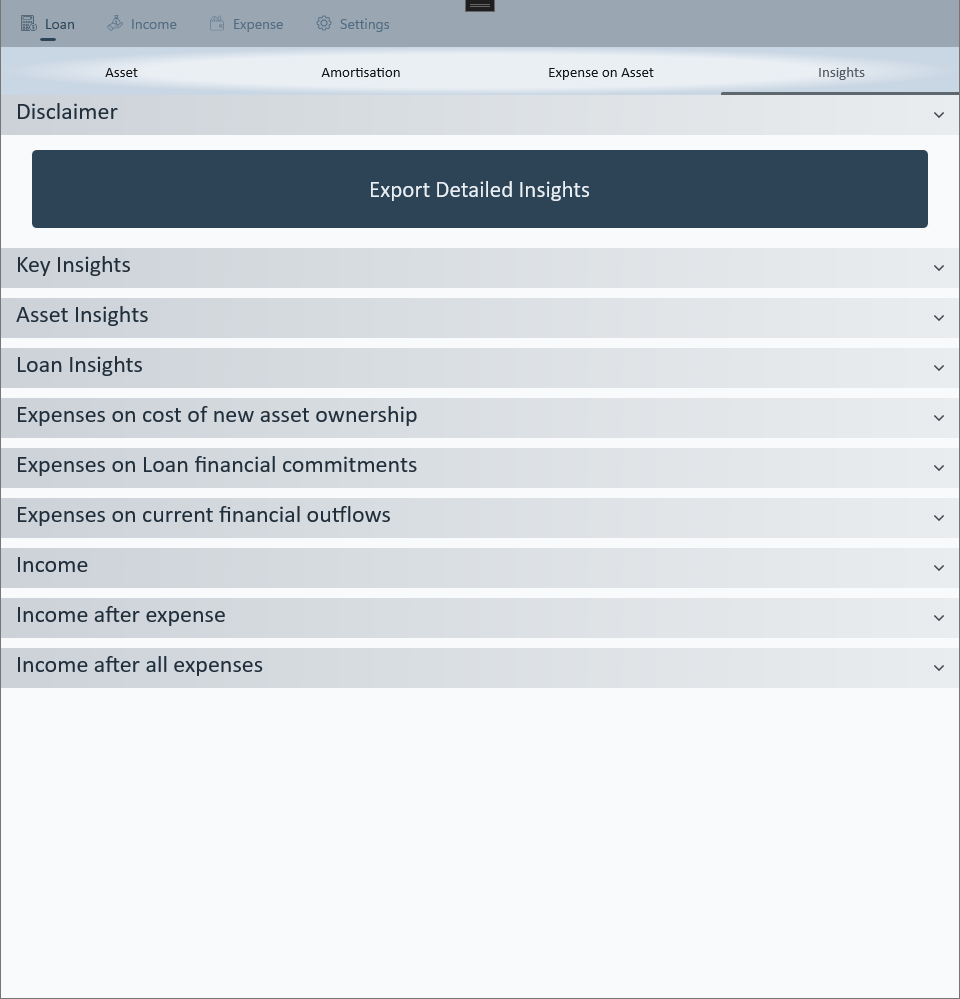 Loan Income Expense Settings
Asset Amortisation Expense on Asset Insights
Disclaimer
Export Detailed Insights
Key Insights
Asset Insights
Loan Insights
Expenses on cost of new asset ownership
Expenses on Loan financial commitments
Expenses on current financial outflows
Income
Income after expense
Income after all expenses